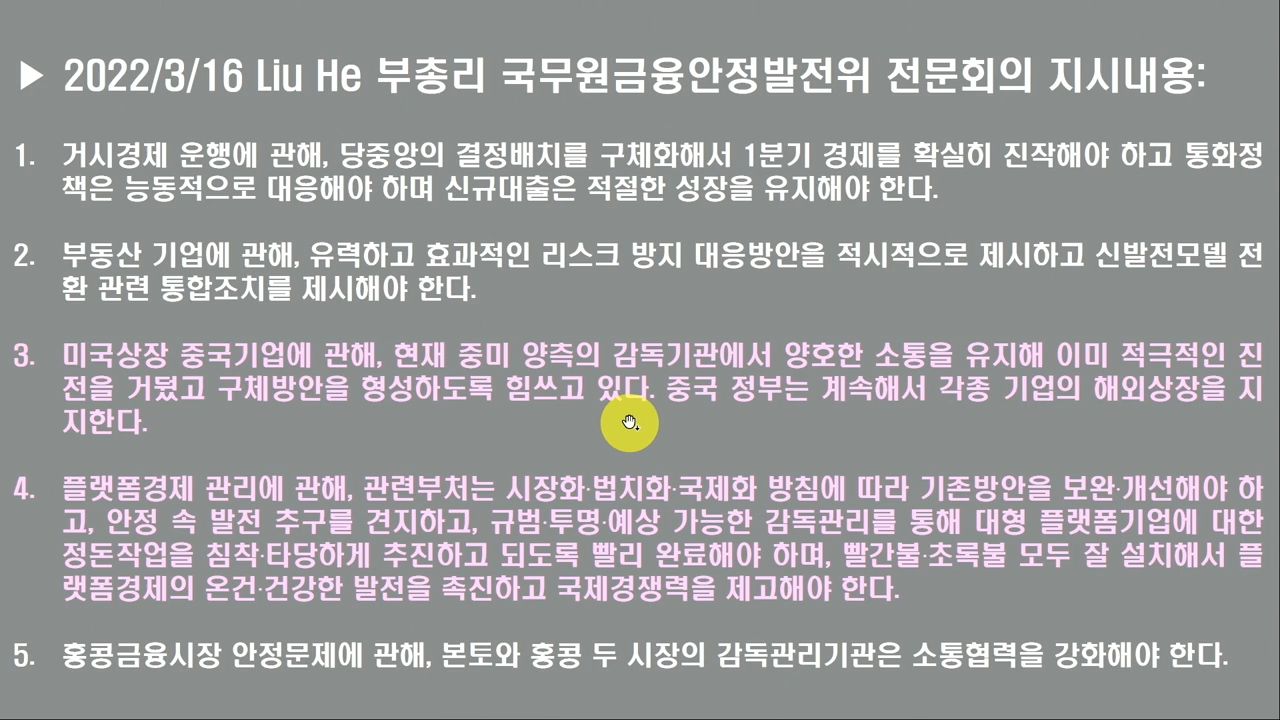 ▶ 2022/3/16 Liu He 부총리 국무원금융안정발전위 전문회의 지시내용:
1. 거시경제 운행에 관해, 당중앙의 결정배치를 구체화해서 1분기 경제를 확실히 진작해야 하고 통화정
책은 능동적으로 대응해야 하며 신규대출은 적절한 성장을 유지해야 한다.
2. 부동산 기업에 관해, 유력하고 효과적인 리스크 방지 대응방안을 적시적으로 제시하고 신발전모델 전
환 관련 통합조치를 제시해야 한다.
3. 미국상장 중국기업에 관해, 현재 중미 양측의 감독기관에서 양호한 소통을 유지해 이미 적극적인 진
전을 거뒀고 구체방안을 형성하도록 힘쓰고 있다. 중국 정부는 계속해서 각종 기업의 해외상장을 지
지한다.
4. 플랫폼경제 관리에 관해, 관련부처는 시장화·법치화·국제화 방침에 따라 기존방안을 보완·개선해야 하
고, 안정 속 발전 추구를 견지하고, 규범·투명·예상 가능한 감독관리를 통해 대형 플랫폼기업에 대한
정돈작업을 침착·타당하게 추진하고 되도록 빨리 완료해야 하며, 빨간불·초록불 모두 잘 설치해서 플
랫폼경제의 온건·건강한 발전을 촉진하고 국제경쟁력을 제고해야 한다.
5. 홍콩금융시장 안정문제에 관해, 본토와 홍콩 두 시장의 감독관리기관은 소통협력을 강화해야 한다.